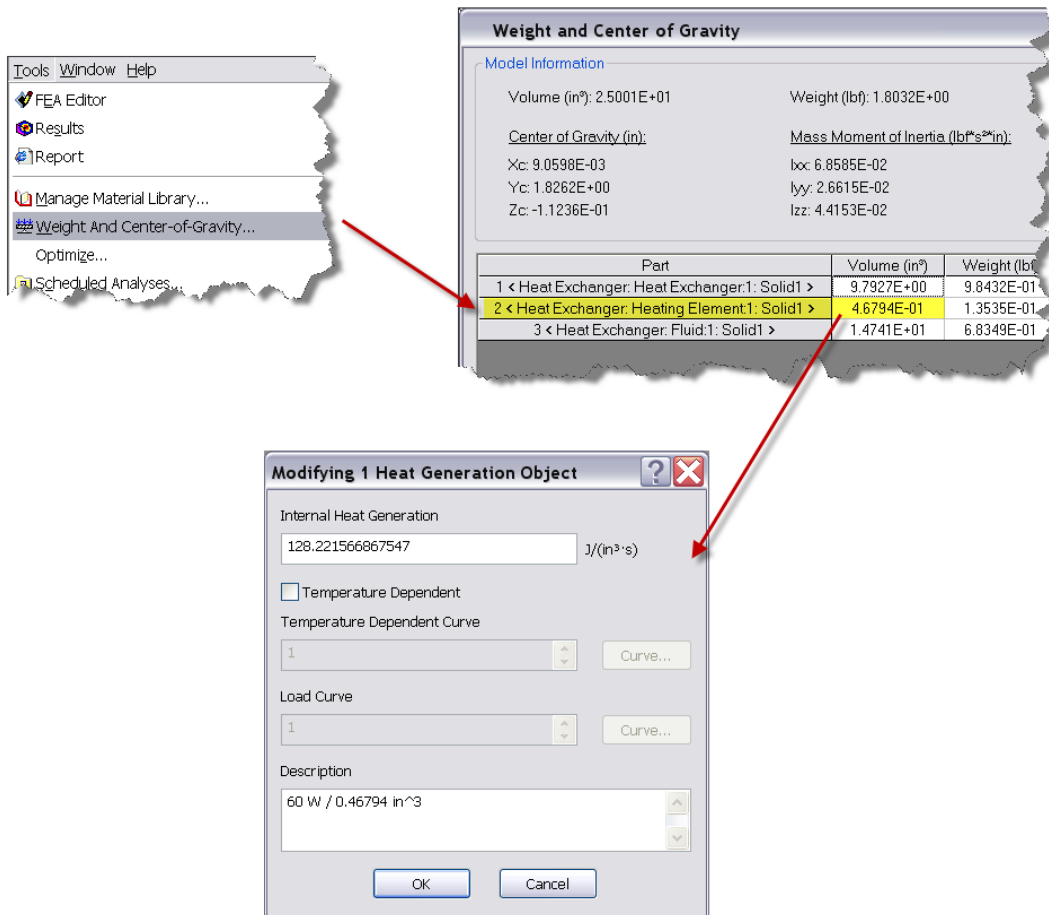 Tools Window Help
FEA Editor
Results
Report
Manage Material Library...
Weight And Center-of-Gravity...
Optimize...
Scheduled Analyses...
Weight and Center of Gravity
Model Information
Volume (in³): 2.5001E+01 Weight (lbf): 1.8032E+00
Center of Gravity (in): Mass Moment of Inertia (lbf*s²*in):
Xc: 9.0598E-03 Ixx: 6.8585E-02
Yc: 1.8262E+00 Iyy: 2.6615E-02
Zc: -1.1236E-01 Izz: 4.4153E-02
Part Volume (in³) Weight (lbf)
1 < Heat Exchanger: Heat Exchanger:1: Solid1 > 9.7927E+00 9.8432E-01
2 < Heat Exchanger: Heating Element:1: Solid1 > 4.6794E-01 1.3535E-01
3 < Heat Exchanger: Fluid:1: Solid1 > 1.4741E+01 6.8349E-01
Modifying 1 Heat Generation Object
Internal Heat Generation
128.221566867547 J/(in³·s)
Temperature Dependent
Temperature Dependent Curve
1 Curve...
Load Curve
1 Curve...
Description
60 W / 0.46794 in^3
OK Cancel